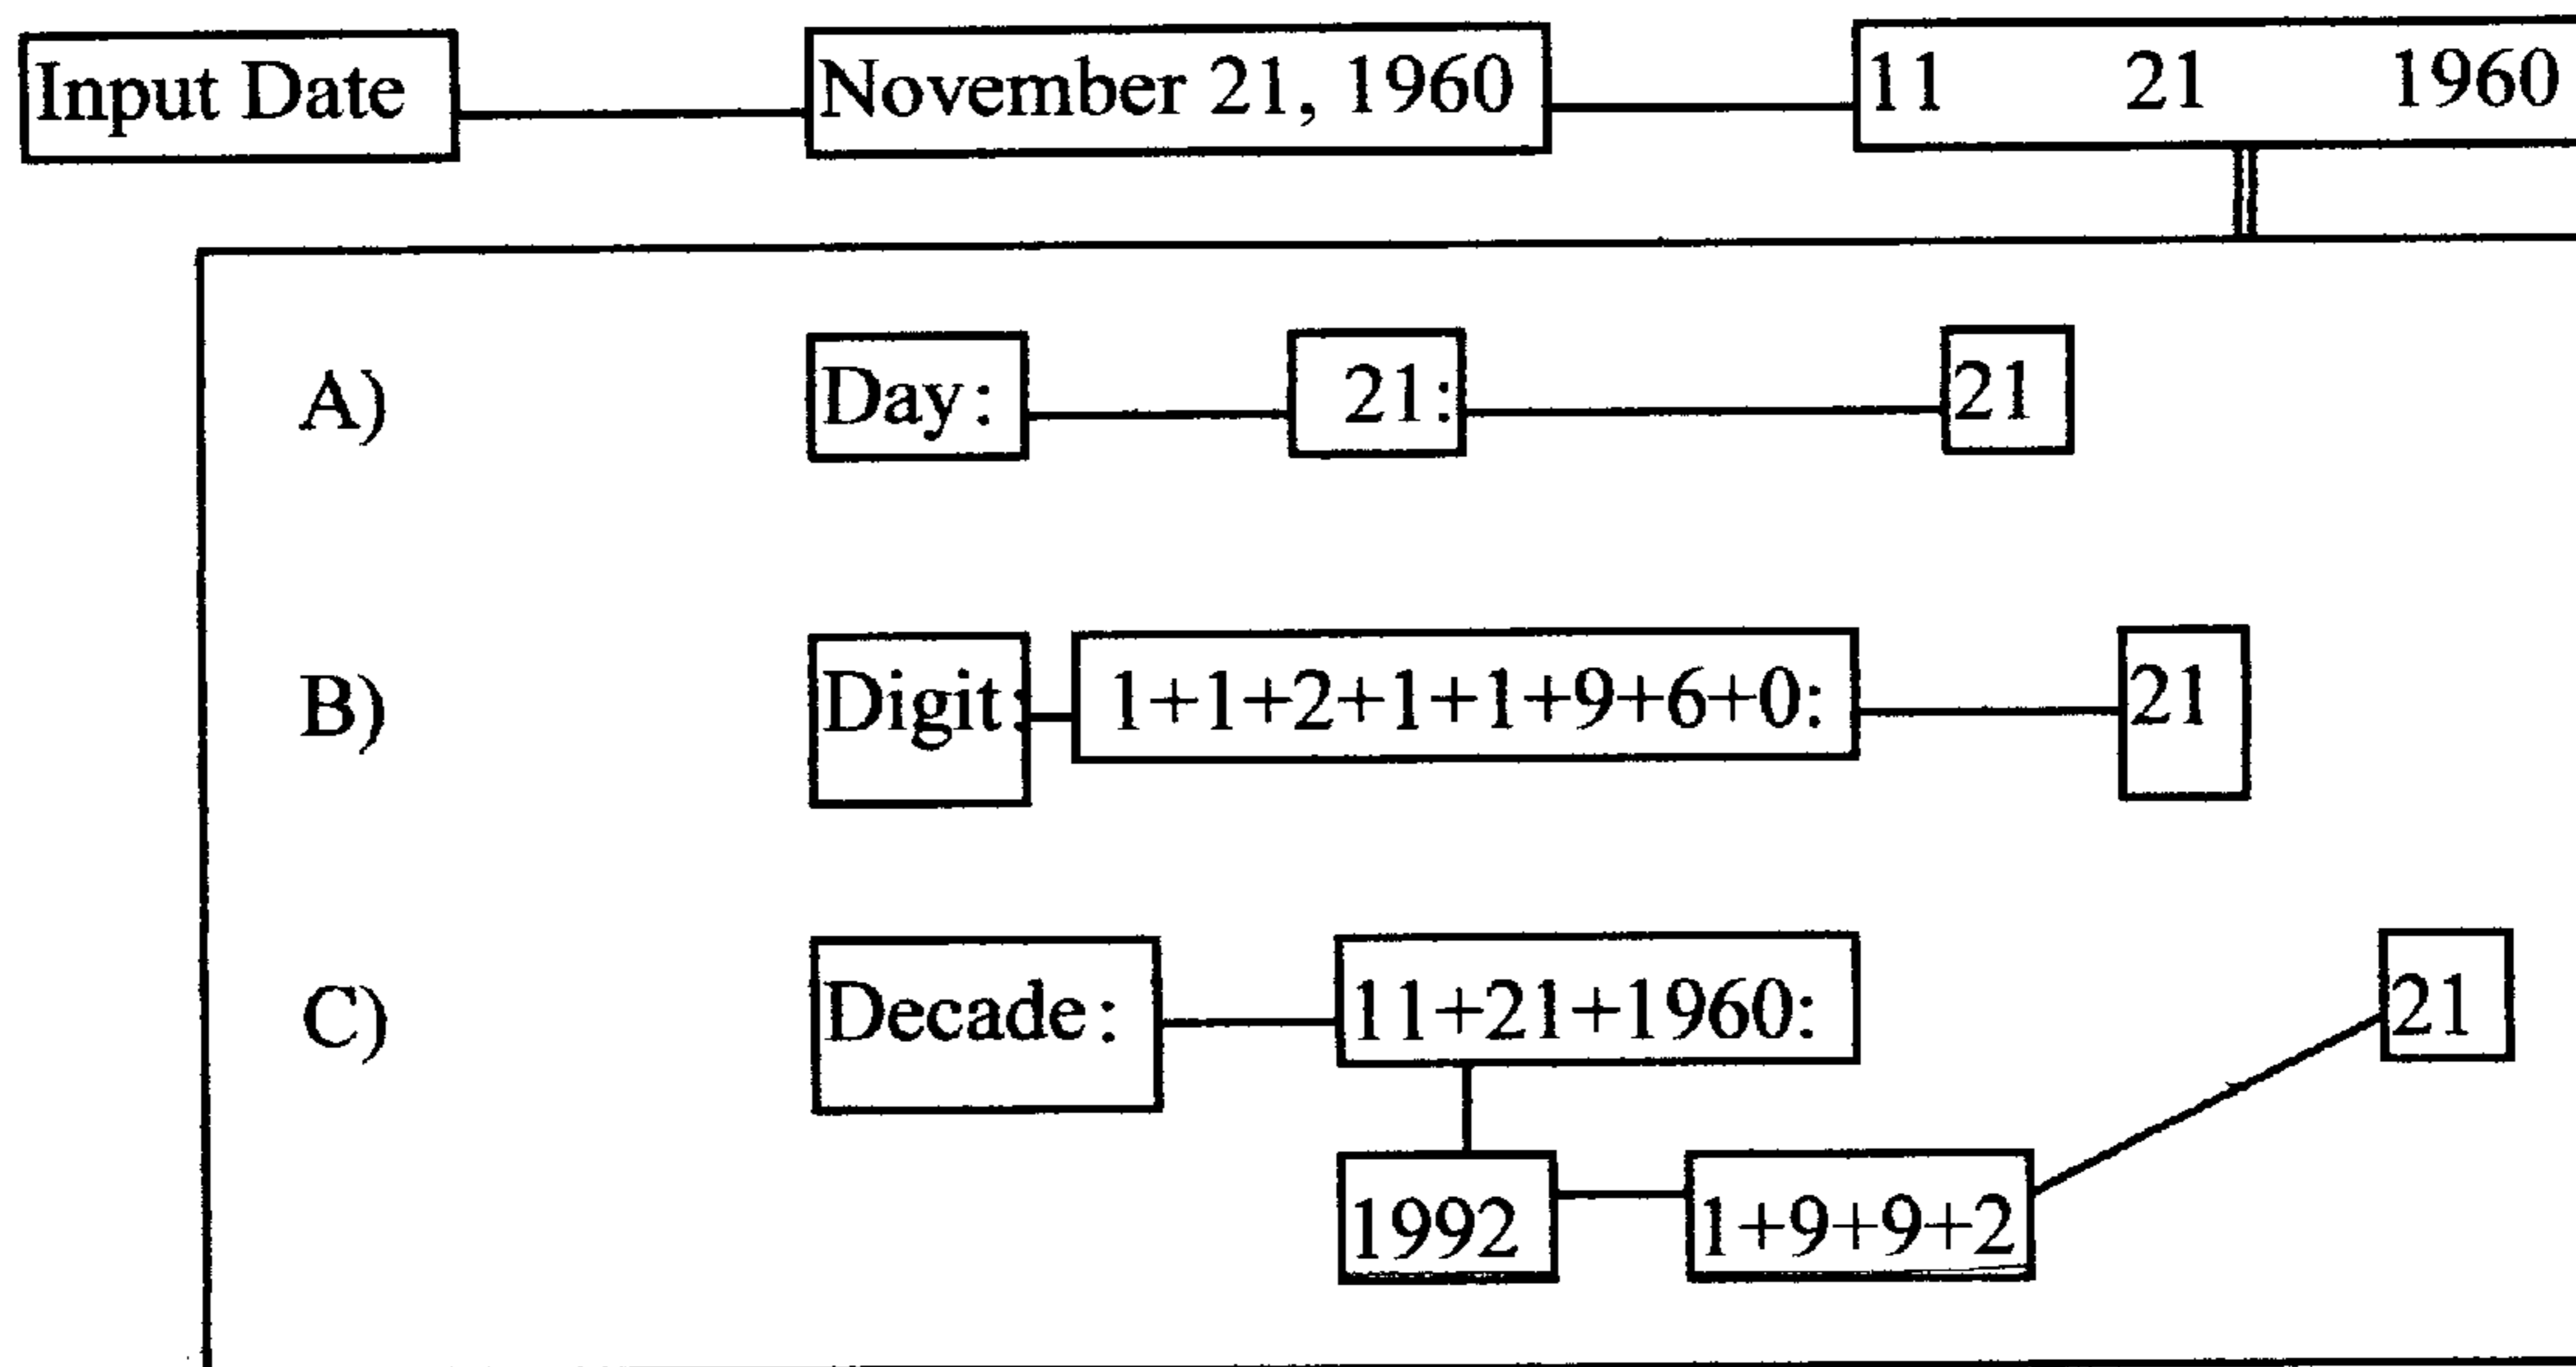 Input Date November 21, 1960 11 21 1960
A) Day: 21: 21
B) Digit: 1+1+2+1+1+9+6+0: 21
C) Decade: 11+21+1960: 21
1992 1+9+9+2